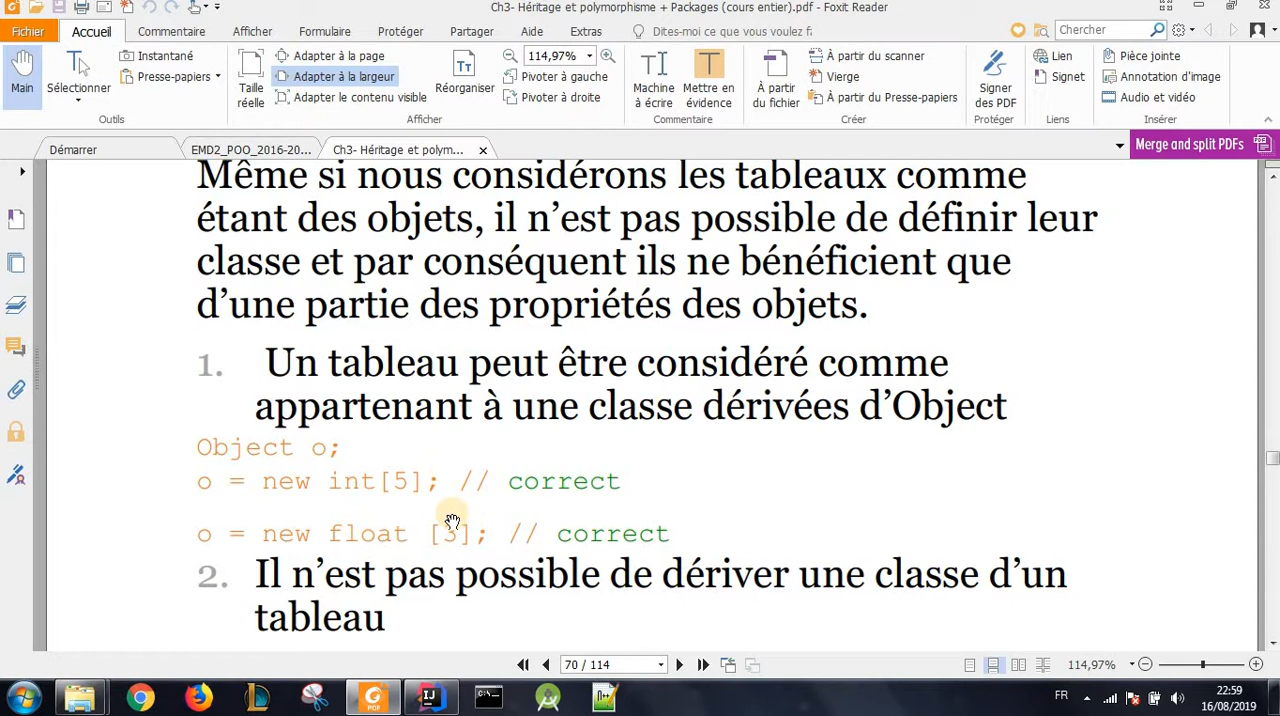 Ch3- Héritage et polymorphisme + Packages (cours entier).pdf - Foxit Reader
Fichier Accueil Commentaire Afficher Formulaire Protéger Partager Aide Extras Dites-moi ce que vous voulez f. Chercher
Main
Sélectionner
Instantané
Presse-papiers
Outils
Taille réelle
Adapter à la page
Adapter à la largeur
Adapter le contenu visible
Réorganiser
114,97%
Pivoter à gauche
Pivoter à droite
Afficher
Machine à écrire
Mettre en évidence
Commentaire
À partir du fichier
À partir du scanner
Vierge
À partir du Presse-papiers
Créer
Signer des PDF
Protéger
Lien
Signet
Liens
Pièce jointe
Annotation d'image
Audio et vidéo
Insérer
Démarrer EMD2_POO_2016-20... Ch3- Héritage et polym... Merge and split PDFs
Même si nous considérons les tableaux comme
étant des objets, il n’est pas possible de définir leur
classe et par conséquent ils ne bénéficient que
d’une partie des propriétés des objets.
1. Un tableau peut être considéré comme
appartenant à une classe dérivées d’Object
Object o;
o = new int[5]; // correct
o = new float [3]; // correct
2. Il n’est pas possible de dériver une classe d’un
tableau
70 / 114 114,97%
FR 22:59
16/08/2019